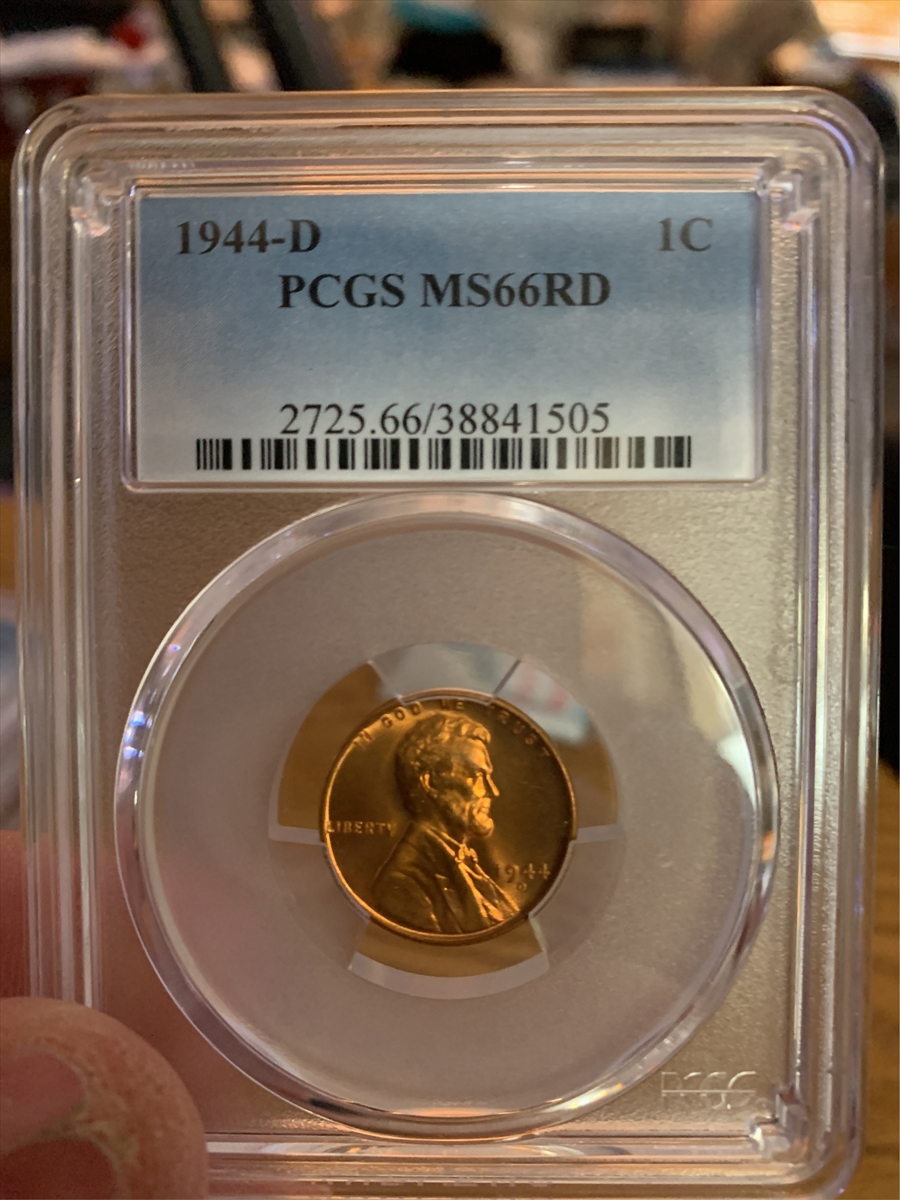 1944-D 1C
PCGS MS66RD
2725.66/38841505
IN GOD WE TRUST
LIBERTY
1944
D
PCGS